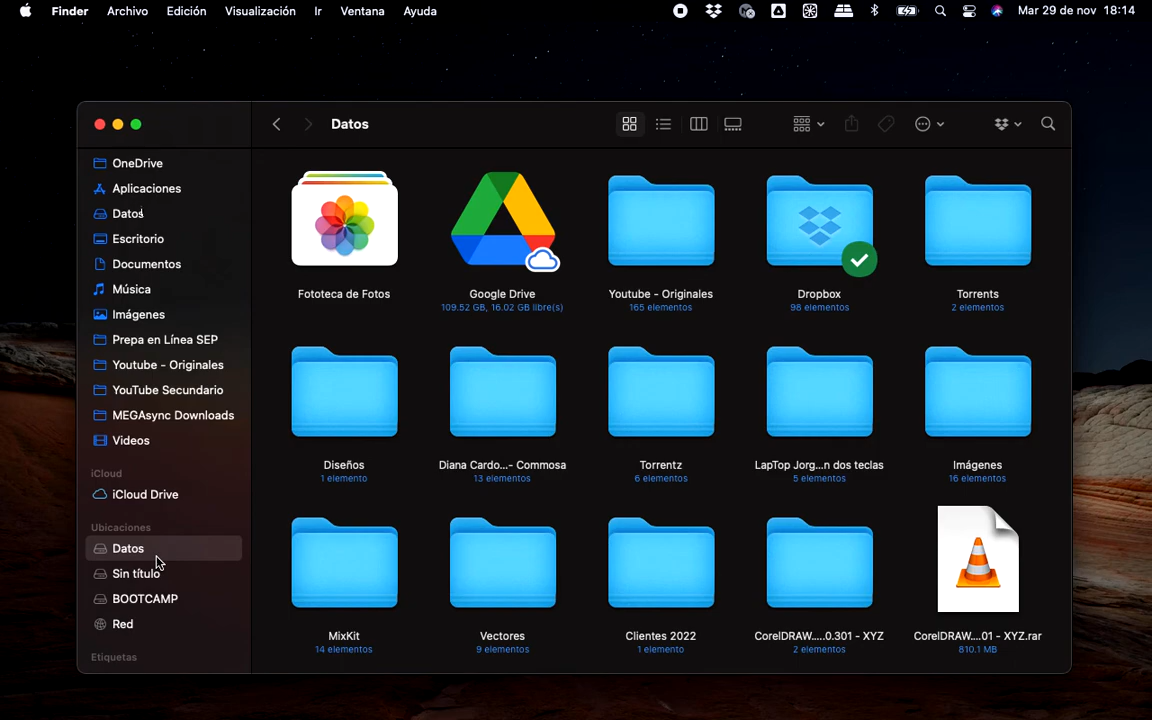 Finder Archivo Edición Visualización Ir Ventana Ayuda Mar 29 de nov 18:14
Datos
OneDrive
Aplicaciones
Datos
Escritorio
Documentos
Música
Imágenes
Prepa en Línea SEP
Youtube - Originales
YouTube Secundario
MEGAsync Downloads
Videos
iCloud
iCloud Drive
Ubicaciones
Datos
Sin título
BOOTCAMP
Red
Etiquetas
Fototeca de Fotos Google Drive Youtube - Originales Dropbox Torrents
109.52 GB, 16.02 GB libre(s) 165 elementos 98 elementos 2 elementos
Diseños Diana Cardo...- Commosa Torrentz LapTop Jorg...n dos teclas Imágenes
1 elemento 13 elementos 6 elementos 5 elementos 16 elementos
MixKit Vectores Clientes 2022 CorelDRAW.....0.301 - XYZ CorelDRAW....01 - XYZ.rar
14 elementos 9 elementos 1 elemento 2 elementos 810.1 MB